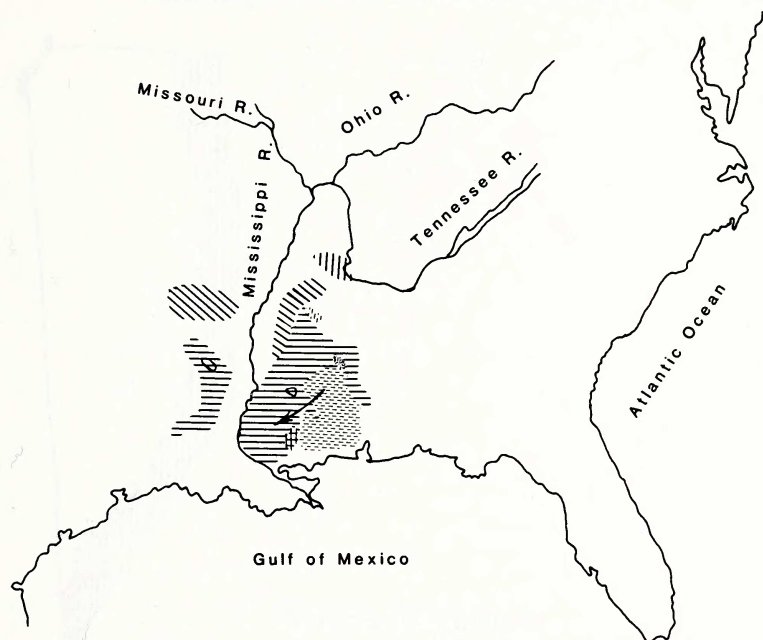 Missouri R.
Ohio R.
Mississippi R.
Tennessee R.
Atlantic Ocean
Gulf of Mexico